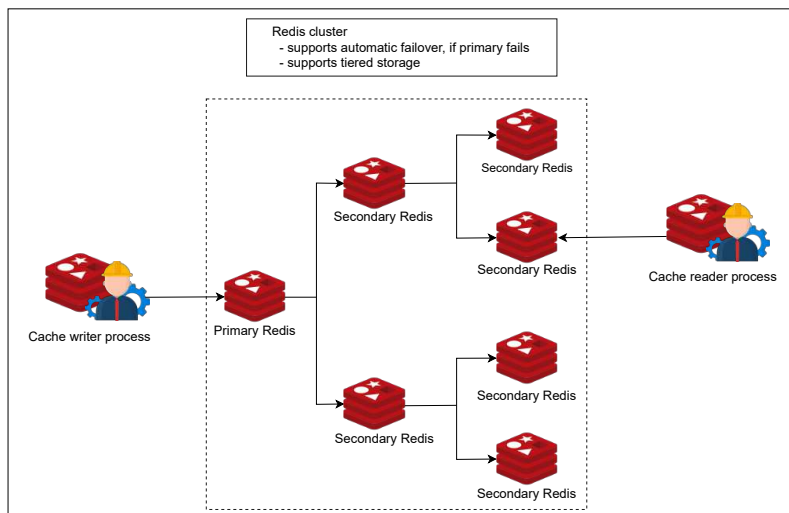 Redis cluster
- supports automatic failover, if primary fails
- supports tiered storage
Secondary Redis
Secondary Redis
Secondary Redis
Cache reader process
Primary Redis
Cache writer process
Secondary Redis
Secondary Redis
Secondary Redis